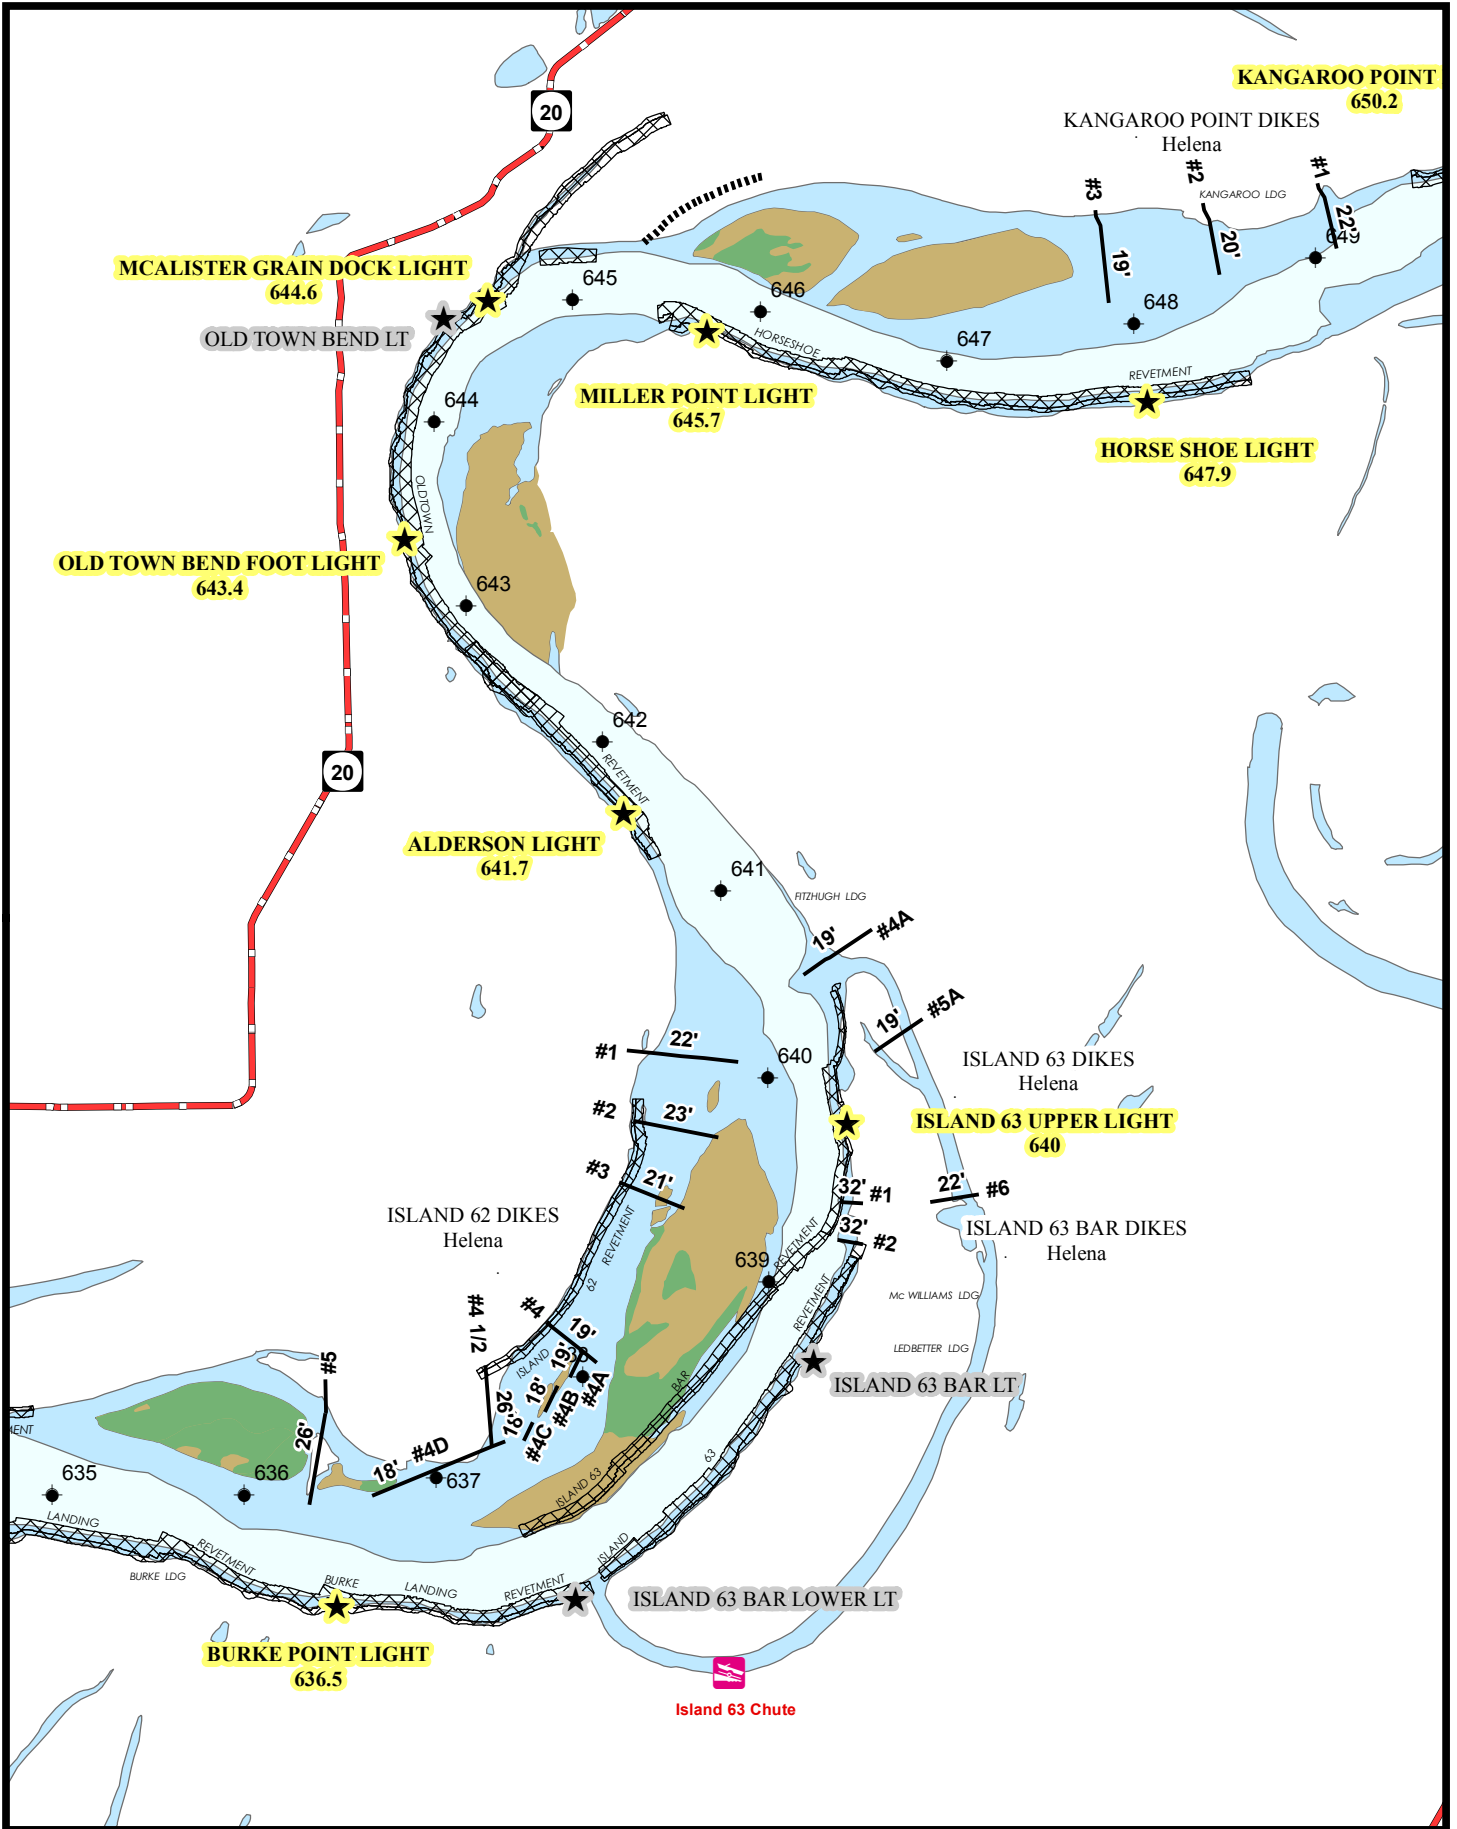 KANGAROO POINT
650.2
20
KANGAROO POINT DIKES
Helena
#1
#2
#3
KANGAROO LDG
22'
20'
19'
649
MCALISTER GRAIN DOCK LIGHT
644.6
645
646
648
OLD TOWN BEND LT
HORSESHOE
647
REVETMENT
644
MILLER POINT LIGHT
645.7
HORSE SHOE LIGHT
647.9
OLDTOWN
OLD TOWN BEND FOOT LIGHT
643.4
643
642
REVETMENT
20
ALDERSON LIGHT
641.7
641
FITZHUGH LDG
19'
#4A
19'
#5A
#1
22'
640
ISLAND 63 DIKES
Helena
#2
23'
ISLAND 63 UPPER LIGHT
640
#3
21'
32'
#1
22'
#6
ISLAND 62 DIKES
Helena
REVETMENT
32'
#2
ISLAND 63 BAR DIKES
Helena
639
REVETMENT
62
REVETMENT
Mc WILLIAMS LDG
#4 1/2
#4
19'
LEDBETTER LDG
#5
ISLAND
19'
#4A
BAR
ISLAND 63 BAR LT
18'
#4B
26'
18'
#4C
26'
#4D
18'
637
63
635
636
ISLAND 63
MENT
LANDING
REVETMENT
ISLAND
BURKE LDG
BURKE
LANDING
REVETMENT
ISLAND 63 BAR LOWER LT
BURKE POINT LIGHT
636.5
Island 63 Chute